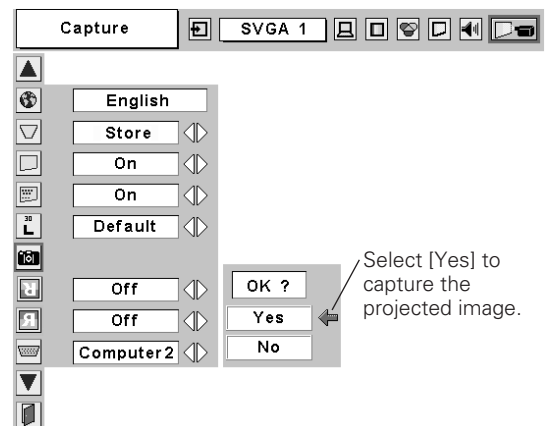 Capture
SVGA 1
English
Store
On
On
30
L
Default
Off
OK ?
Off
Yes
Computer2
No
Select [Yes] to
capture the
projected image.